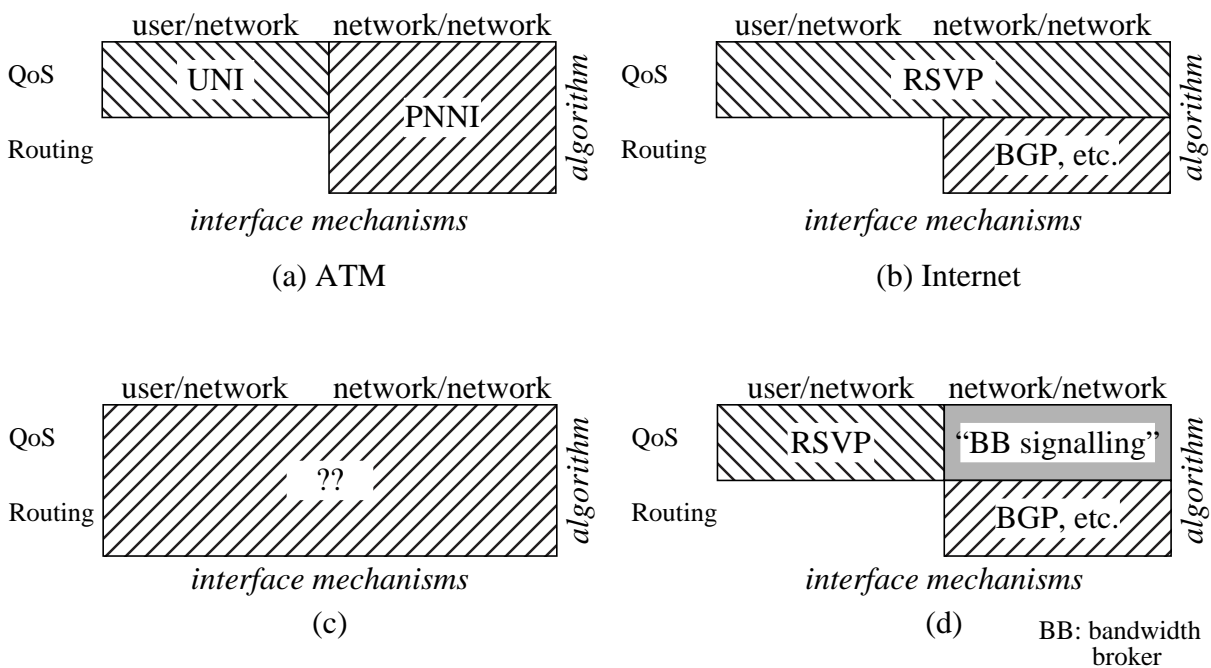 user/network network/network
QoS UNI
PNNI
Routing
algorithm
interface mechanisms
(a) ATM
user/network network/network
QoS RSVP
Routing BGP, etc.
algorithm
interface mechanisms
(b) Internet
user/network network/network
QoS
??
Routing
algorithm
interface mechanisms
(c)
user/network network/network
QoS RSVP “BB signalling”
Routing BGP, etc.
algorithm
interface mechanisms
(d)
BB: bandwidth
broker